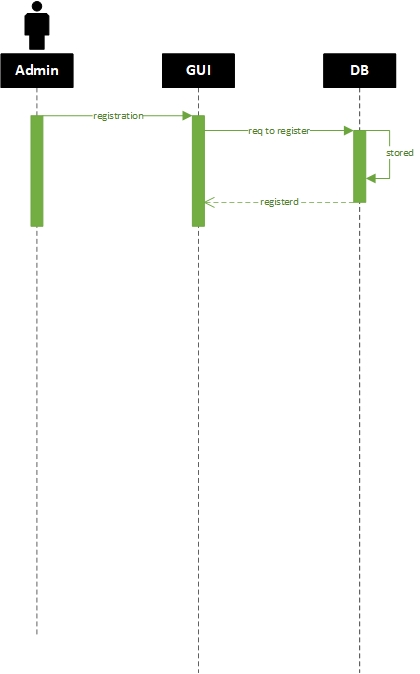 Admin
GUI
DB
registration
req to register
stored
registerd